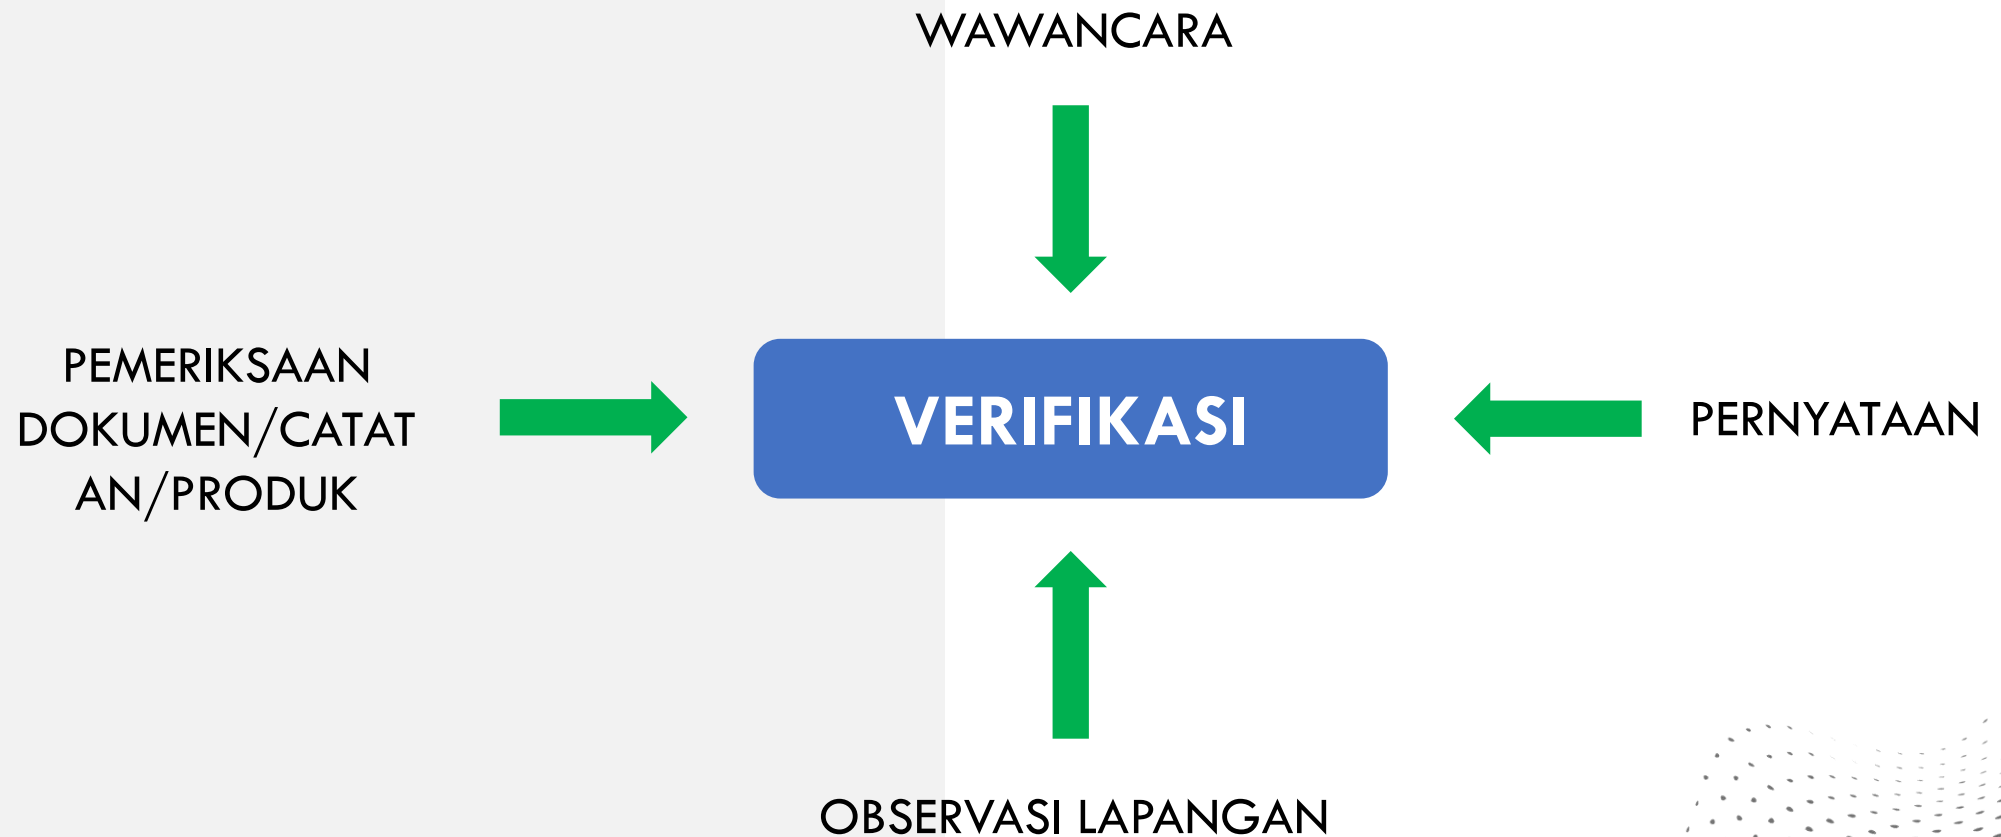 WAWANCARA
PEMERIKSAAN
DOKUMEN/CATAT
AN/PRODUK
VERIFIKASI
PERNYATAAN
OBSERVASI LAPANGAN